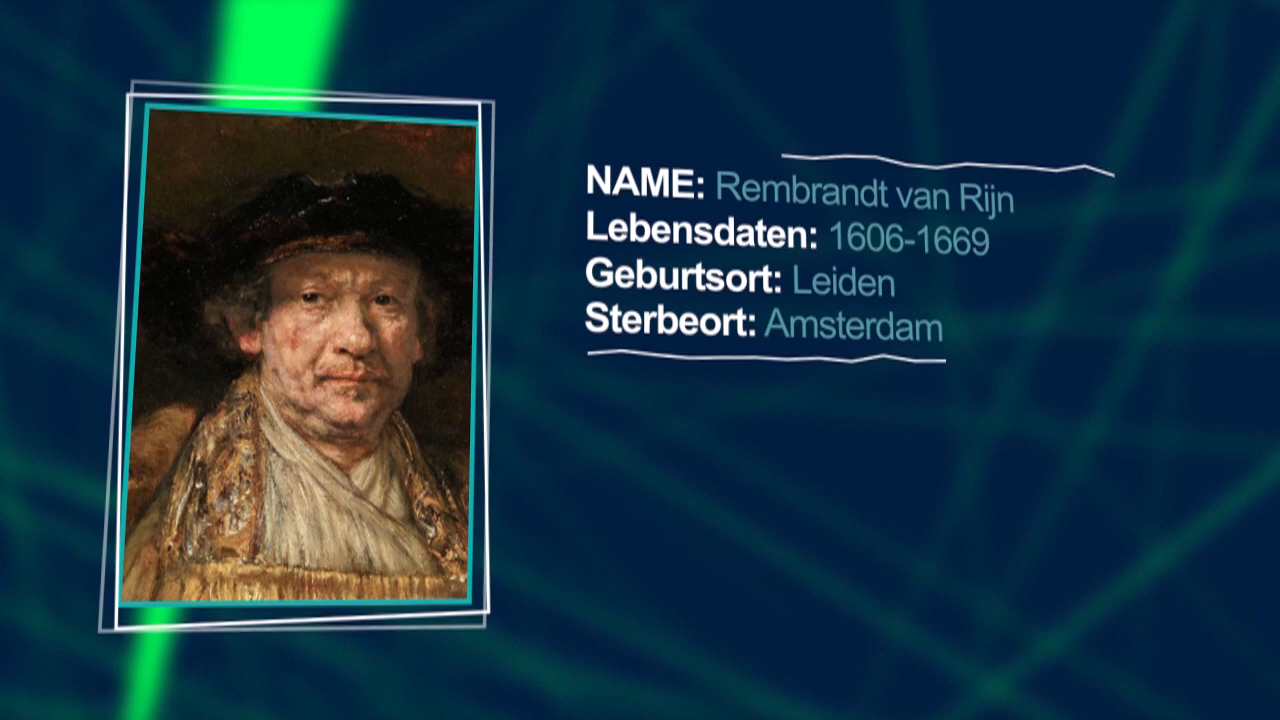 NAME: Rembrandt van Rijn
Lebensdaten: 1606-1669
Geburtsort: Leiden
Sterbeort: Amsterdam